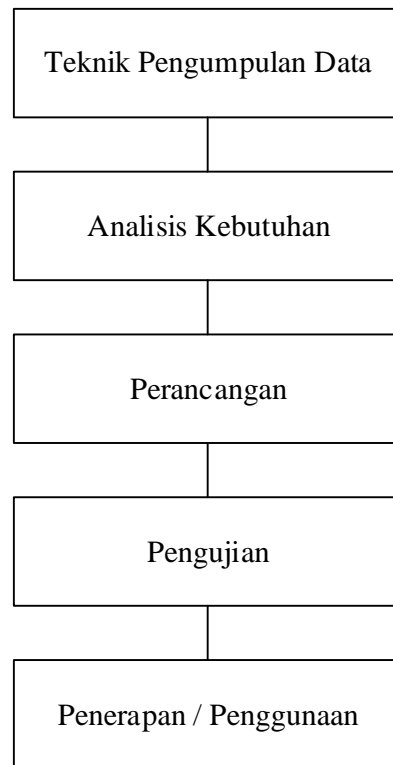 Teknik Pengumpulan Data
Analisis Kebutuhan
Perancangan
Pengujian
Penerapan / Penggunaan